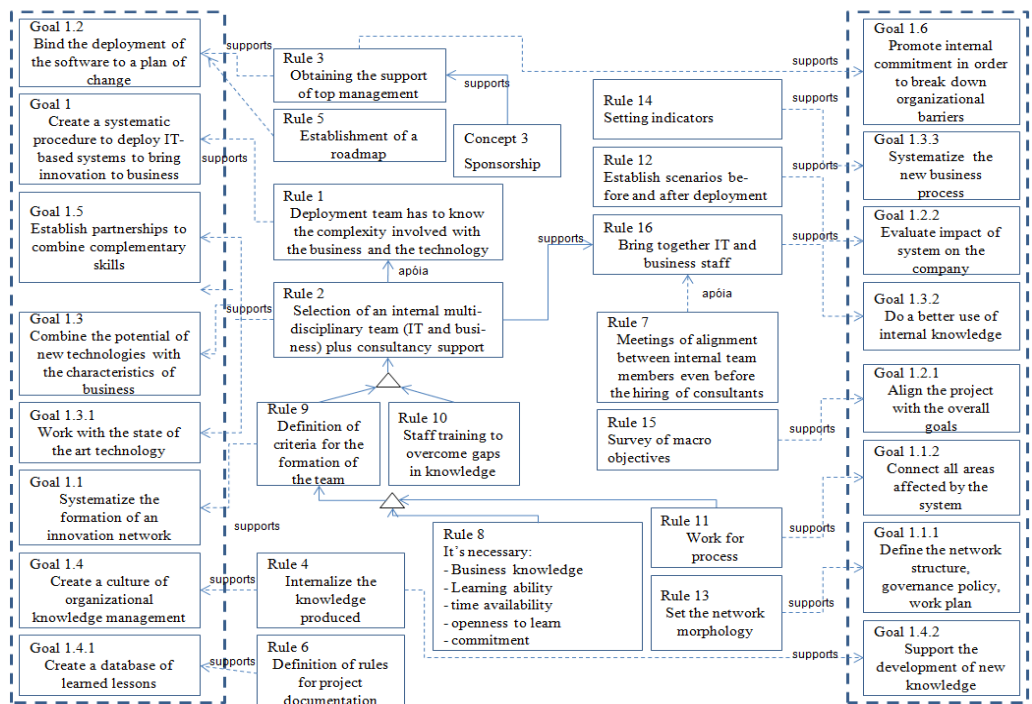 Goal 1.2
Bind the deployment of
the software to a plan of
change
Goal 1
Create a systematic
procedure to deploy IT-
based systems to bring
innovation to business
Goal 1.5
Establish partnerships to
combine complementary
skills
Goal 1.3
Combine the potential of
new technologies with
the characteristics of
business
Goal 1.3.1
Work with the state of
the art technology
Goal 1.1
Systematize the
formation of an
innovation network
Goal 1.4
Create a culture of
organizational
knowledge management
Goal 1.4.1
Create a database of
learned lessons
supports
supports
supports
supports
supports
supports
Rule 3
Obtaining the support
of top management
supports
Rule 5
Establishment of a
roadmap
Concept 3
Sponsorship
Rule 1
Deployment team has to know
the complexity involved with
the business and the technology
apóia
Rule 2
Selection of an internal multi-
disciplinary team (IT and busi-
ness) plus consultancy support
Rule 9
Definition of
criteria for the
formation of
the team
Rule 10
Staff training to
overcome gaps
in knowledge
Rule 4
Internalize the
knowledge
produced
Rule 6
Definition of rules
for project
documentation
Rule 8
It's necessary:
- Business knowledge
- Learning ability
- time availability
- openness to learn
- commitment
supports
Rule 14
Setting indicators
Rule 12
Establish scenarios be-
fore and after deployment
Rule 16
Bring together IT and
business staff
apóia
Rule 7
Meetings of alignment
between internal team
members even before
the hiring of consultants
Rule 15
Survey of macro
objectives
Rule 11
Work for
process
Rule 13
Set the network
morphology
supports
supports
supports
supports
supports
supports
supports
supports
Goal 1.6
Promote internal
commitment in order
to break down
organizational
barriers
Goal 1.3.3
Systematize the
new business
process
Goal 1.2.2
Evaluate impact of
system on the
company
Goal 1.3.2
Do a better use of
internal knowledge
Goal 1.2.1
Align the project
with the overall
goals
Goal 1.1.2
Connect all areas
affected by the
system
Goal 1.1.1
Define the network
structure,
governance policy,
work plan
Goal 1.4.2
Support the
development of new
knowledge